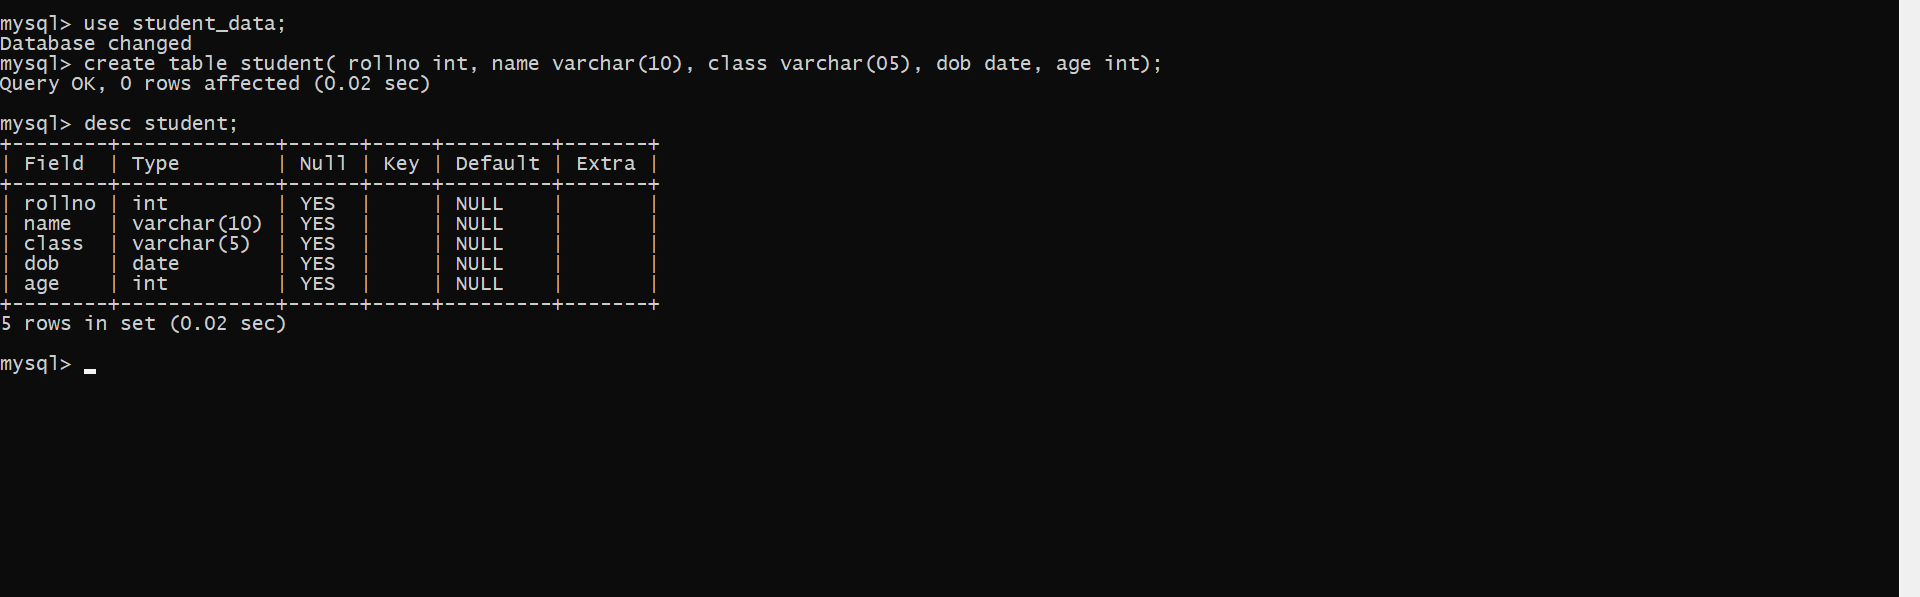 mysql> use student_data;
Database changed
mysql> create table student( rollno int, name varchar(10), class varchar(05), dob date, age int);
Query OK, 0 rows affected (0.02 sec)

mysql> desc student;
+--------+-------------+------+-----+---------+-------+
| Field  | Type        | Null | Key | Default | Extra |
+--------+-------------+------+-----+---------+-------+
| rollno | int         | YES  |     | NULL    |       |
| name   | varchar(10) | YES  |     | NULL    |       |
| class  | varchar(5)  | YES  |     | NULL    |       |
| dob    | date        | YES  |     | NULL    |       |
| age    | int         | YES  |     | NULL    |       |
+--------+-------------+------+-----+---------+-------+
5 rows in set (0.02 sec)

mysql> _